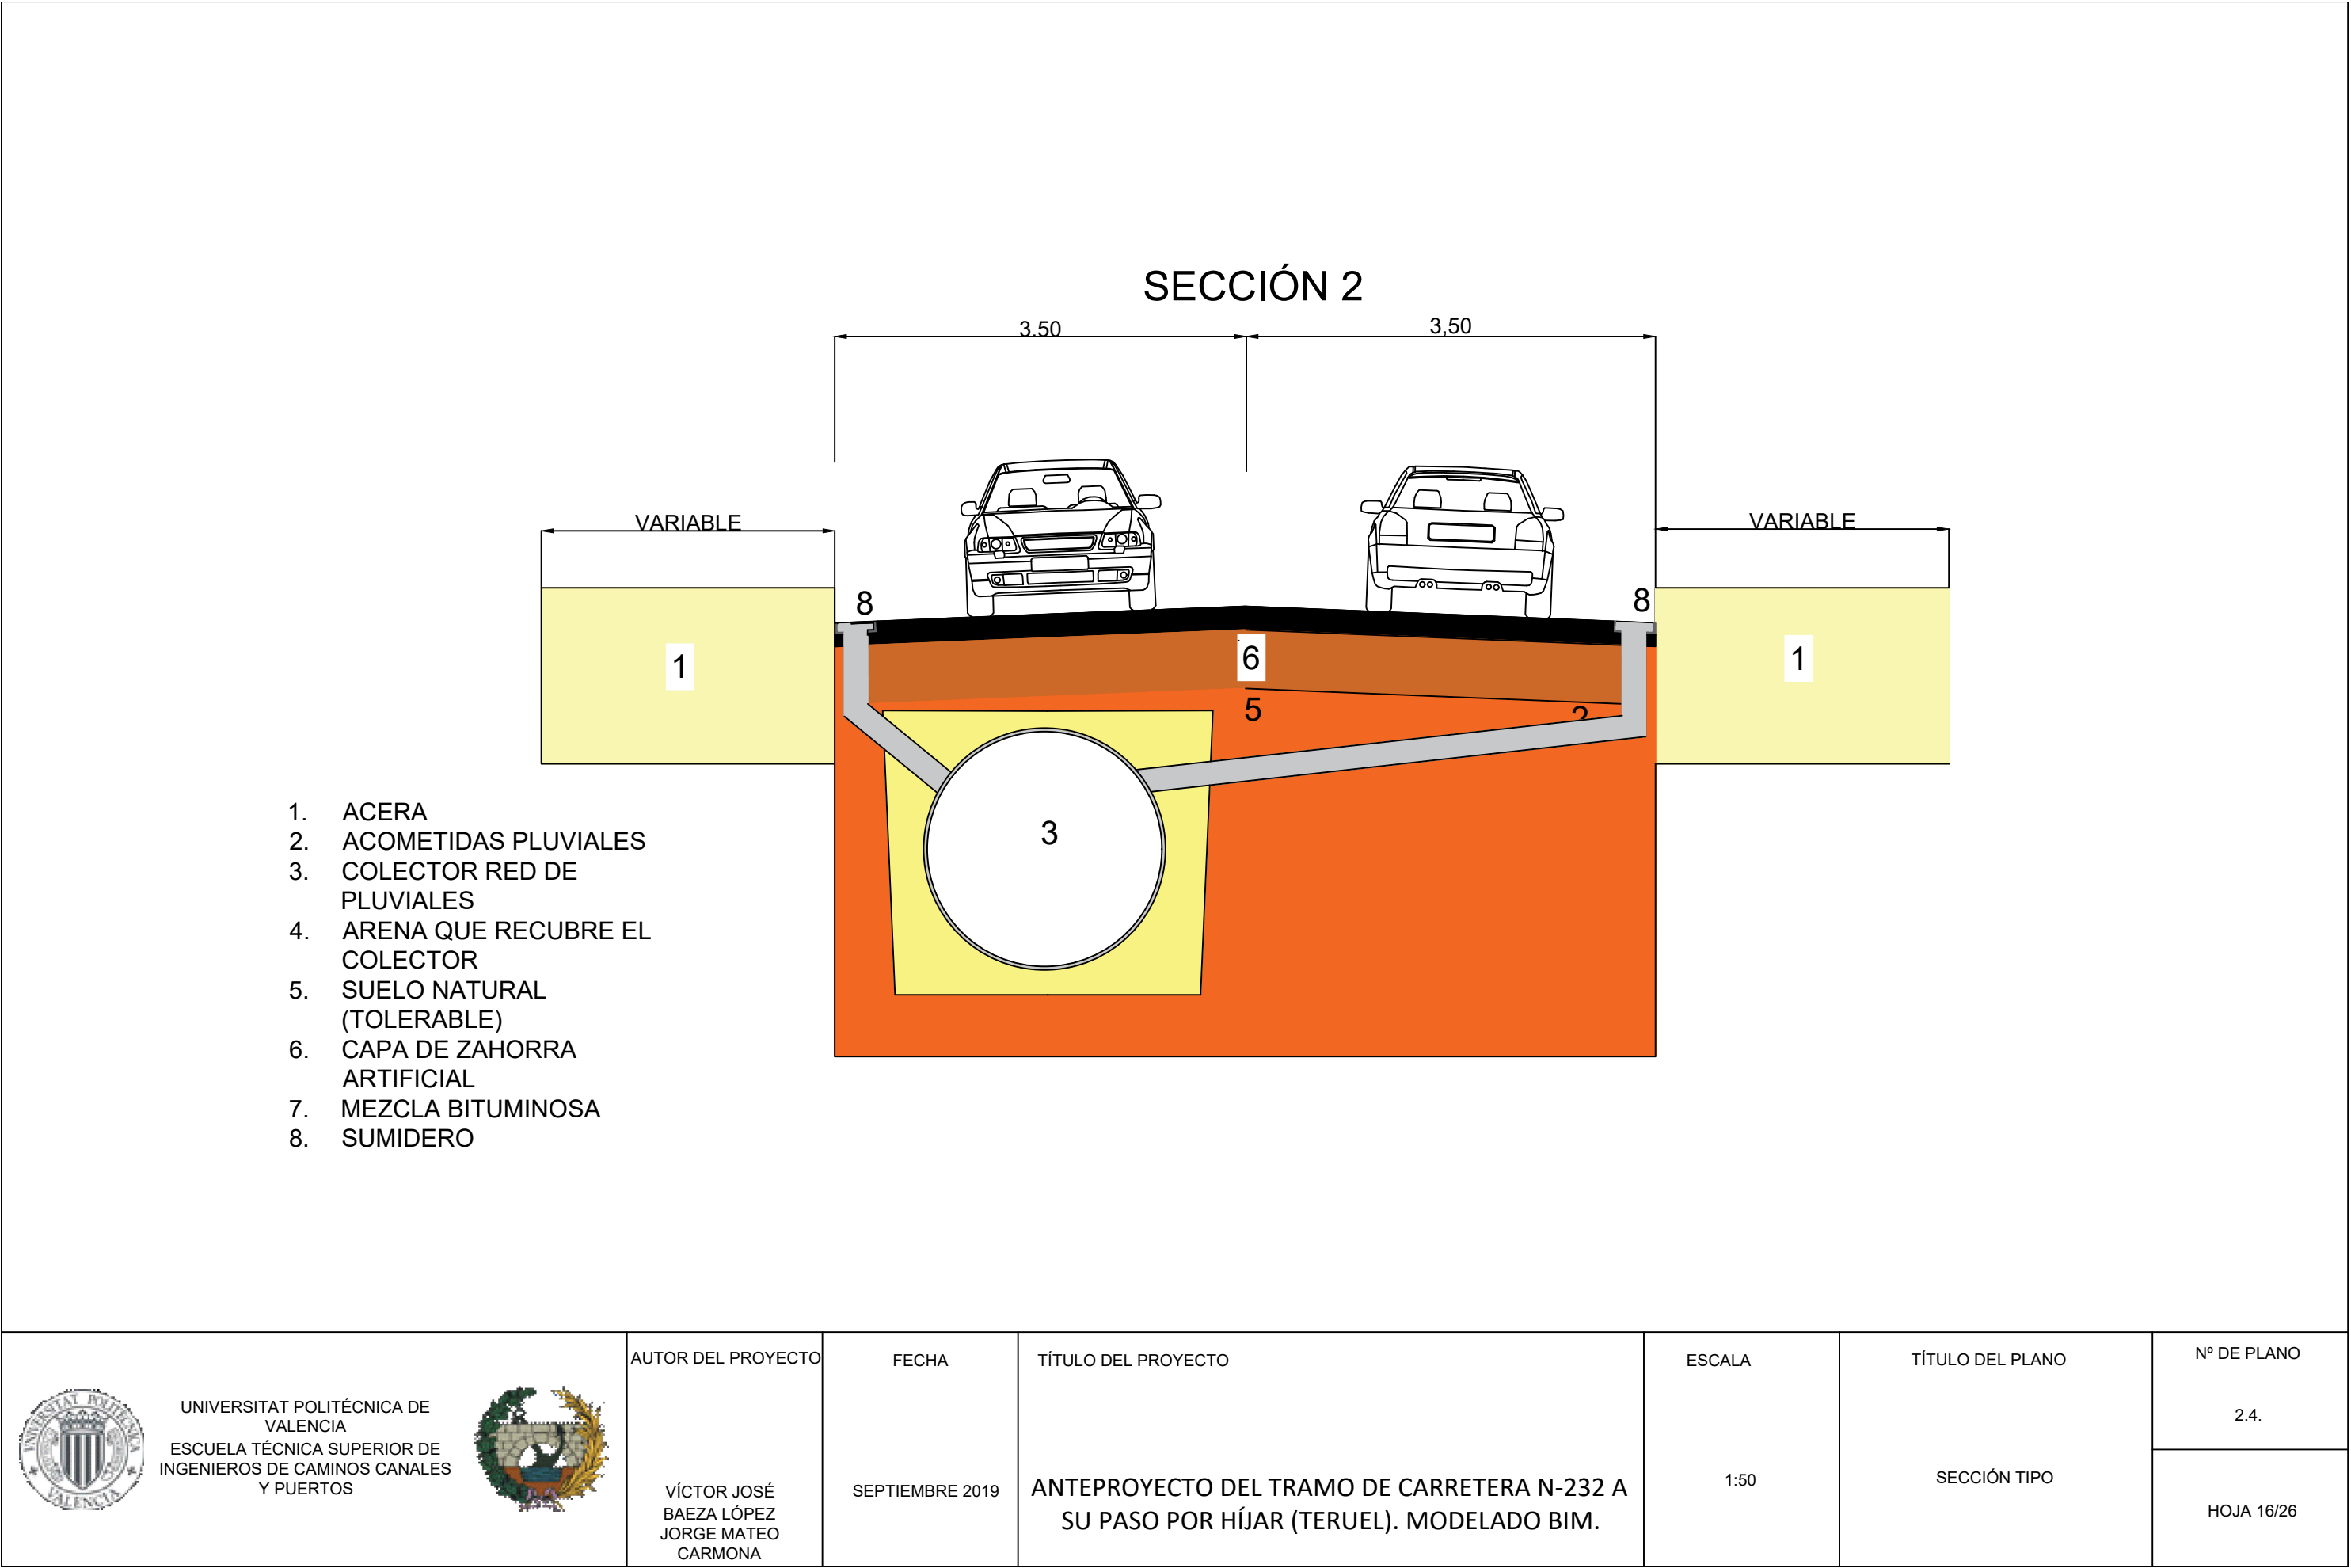 SECCIÓN 2
3.50
3,50
VARIABLE
VARIABLE
8
8
1
6
1
5
2
3
1. ACERA
2. ACOMETIDAS PLUVIALES
3. COLECTOR RED DE
PLUVIALES
4. ARENA QUE RECUBRE EL
COLECTOR
5. SUELO NATURAL
(TOLERABLE)
6. CAPA DE ZAHORRA
ARTIFICIAL
7. MEZCLA BITUMINOSA
8. SUMIDERO
UNIVERSITAT POLITÈCNICA
VALENCIA
UNIVERSITAT POLITÉCNICA DE
VALENCIA
ESCUELA TÉCNICA SUPERIOR DE
INGENIEROS DE CAMINOS CANALES
Y PUERTOS
AUTOR DEL PROYECTO
VÍCTOR JOSÉ
BAEZA LÓPEZ
JORGE MATEO
CARMONA
FECHA
SEPTIEMBRE 2019
TÍTULO DEL PROYECTO
ANTEPROYECTO DEL TRAMO DE CARRETERA N-232 A
SU PASO POR HÍJAR (TERUEL). MODELADO BIM.
ESCALA
1:50
TÍTULO DEL PLANO
SECCIÓN TIPO
Nº DE PLANO
2.4.
HOJA 16/26